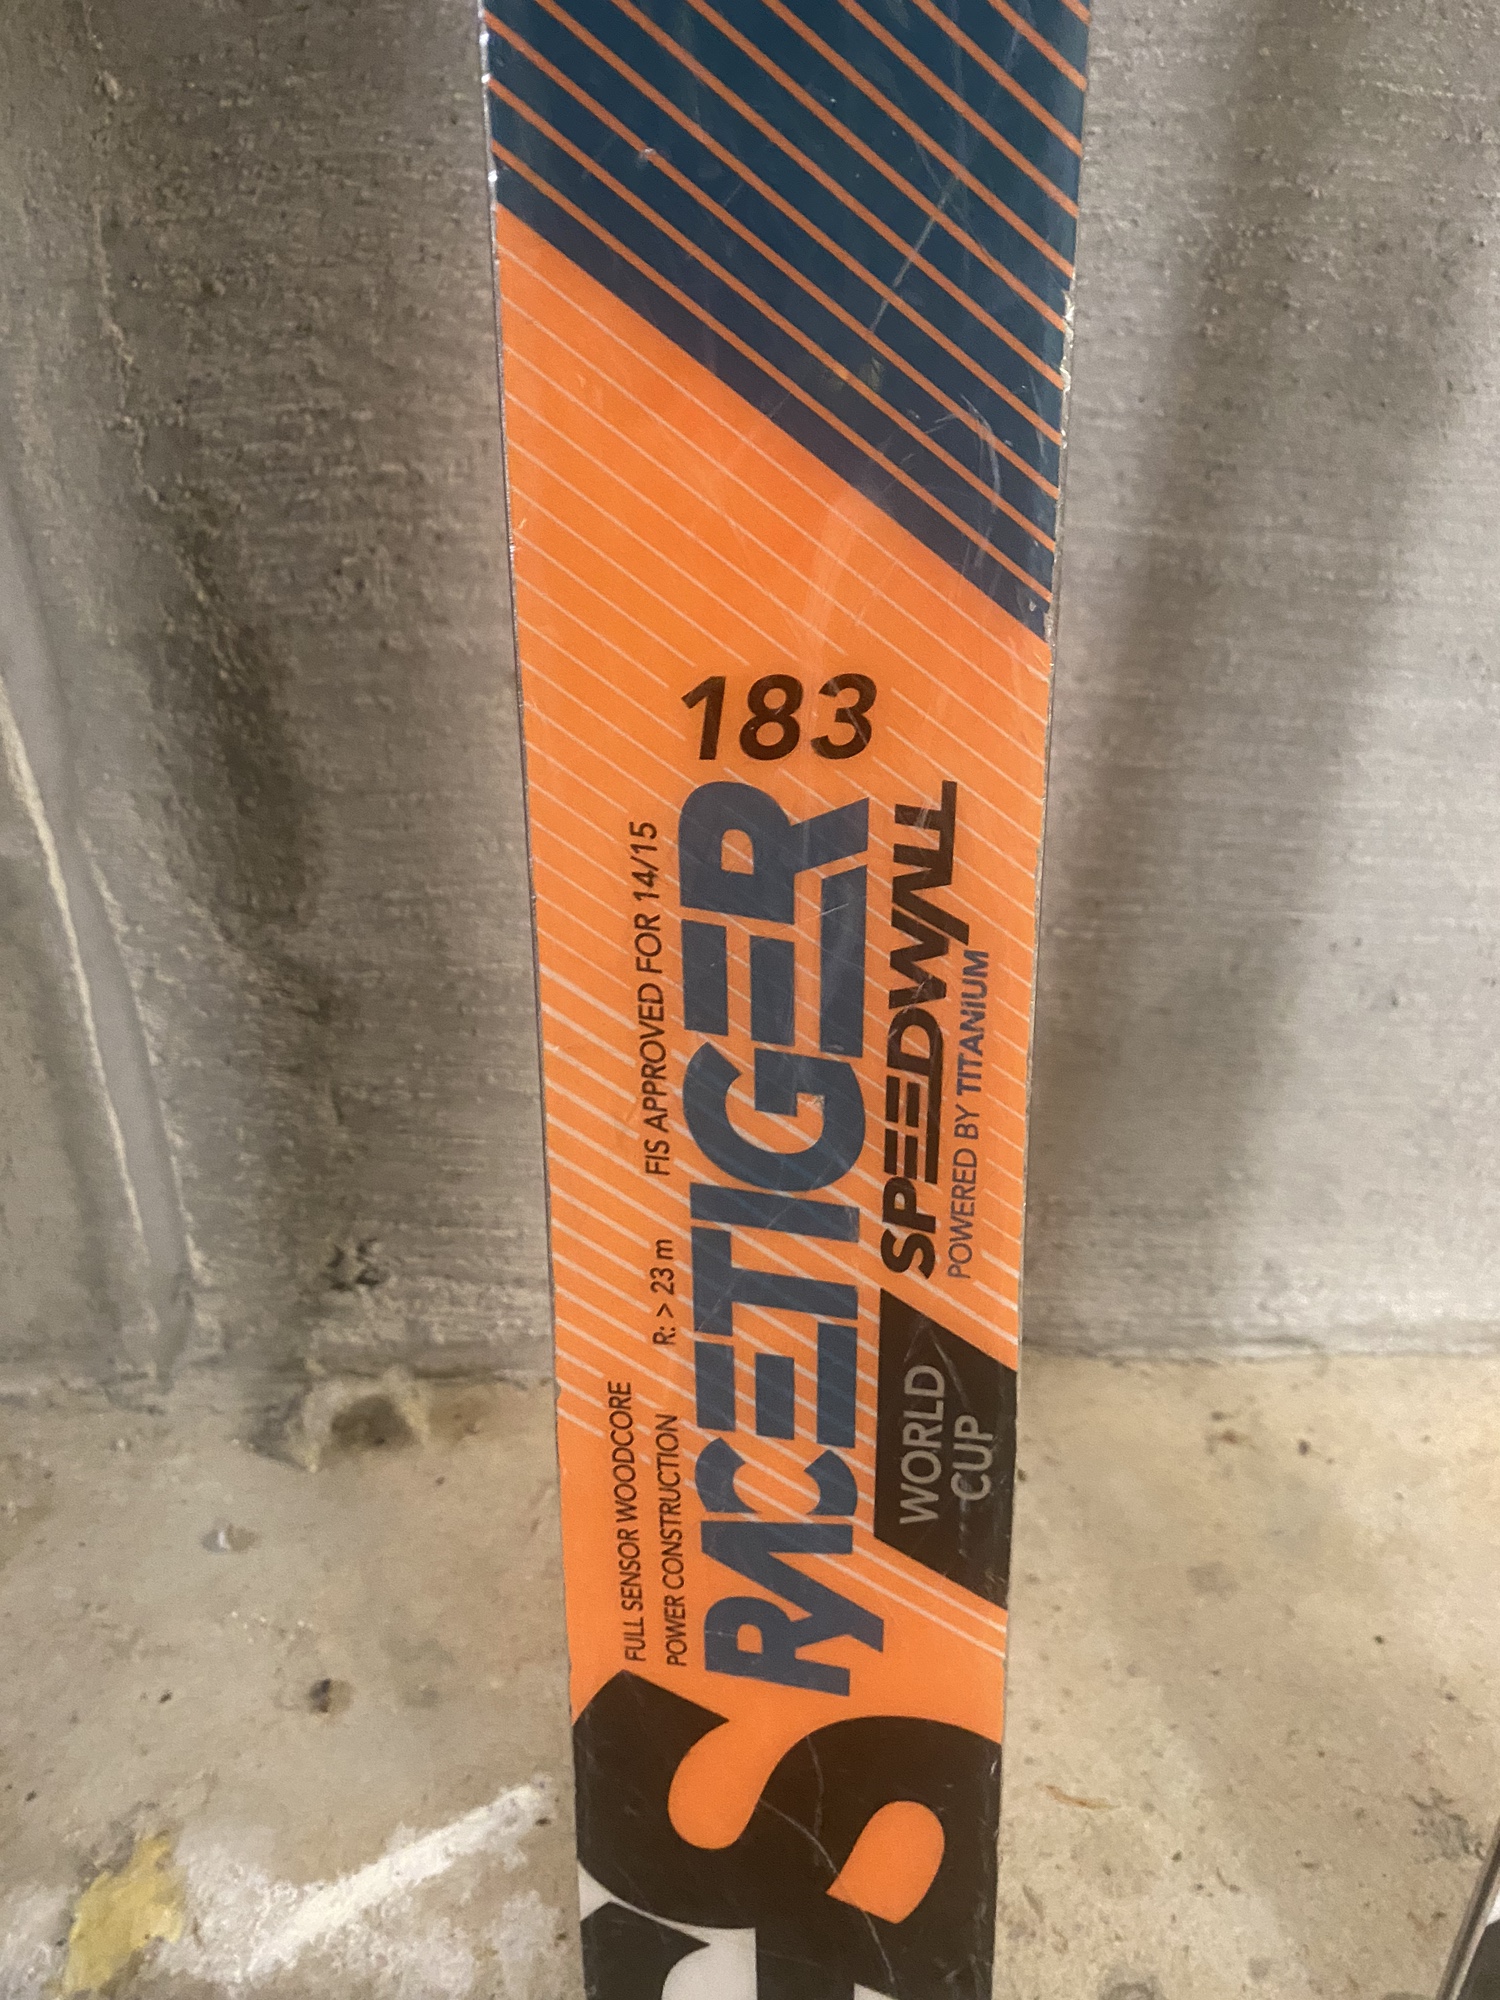 183
FULL SENSOR WOODCORE
POWER CONSTRUCTION
R: > 23 m
FIS APPROVED FOR 14/15
RACETIGER
WORLD
CUP
SPEEDWALL
POWERED BY TITANIUM
S